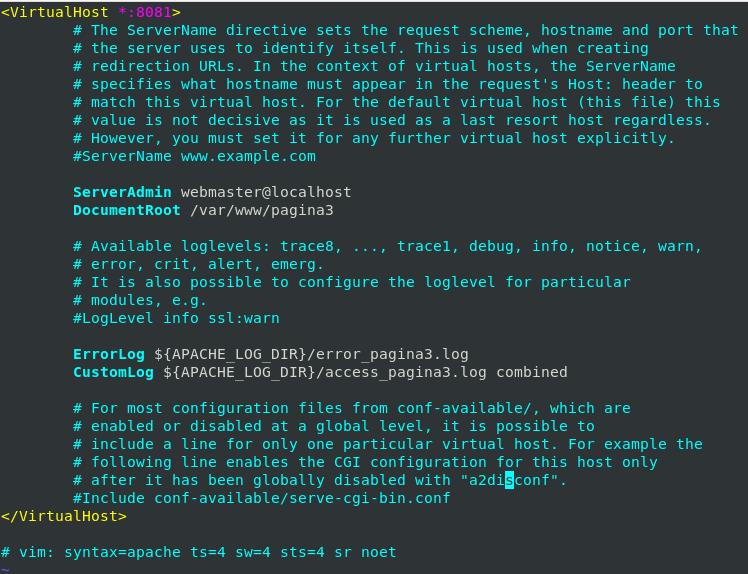 <VirtualHost *:8081>
# The ServerName directive sets the request scheme, hostname and port that
# the server uses to identify itself. This is used when creating
# redirection URLs. In the context of virtual hosts, the ServerName
# specifies what hostname must appear in the request's Host: header to
# match this virtual host. For the default virtual host (this file) this
# value is not decisive as it is used as a last resort host regardless.
# However, you must set it for any further virtual host explicitly.
#ServerName www.example.com
ServerAdmin webmaster@localhost
DocumentRoot /var/www/pagina3
# Available loglevels: trace8, ..., trace1, debug, info, notice, warn,
# error, crit, alert, emerg.
# It is also possible to configure the loglevel for particular
# modules, e.g.
#LogLevel info ssl:warn
ErrorLog ${APACHE_LOG_DIR}/error_pagina3.log
CustomLog ${APACHE_LOG_DIR}/access_pagina3.log combined
# For most configuration files from conf-available/, which are
# enabled or disabled at a global level, it is possible to
# include a line for only one particular virtual host. For example the
# following line enables the CGI configuration for this host only
# after it has been globally disabled with "a2disconf".
#Include conf-available/serve-cgi-bin.conf
</VirtualHost>
# vim: syntax=apache ts=4 sw=4 sts=4 sr noet
~